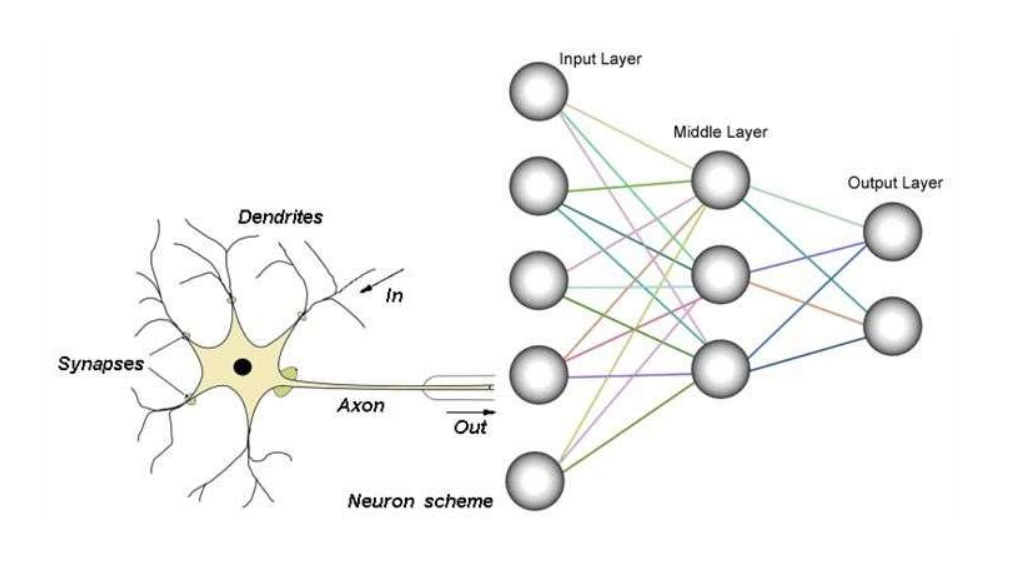 Input Layer
Middle Layer
Output Layer
Dendrites
In
Synapses
Axon
Out
Neuron scheme